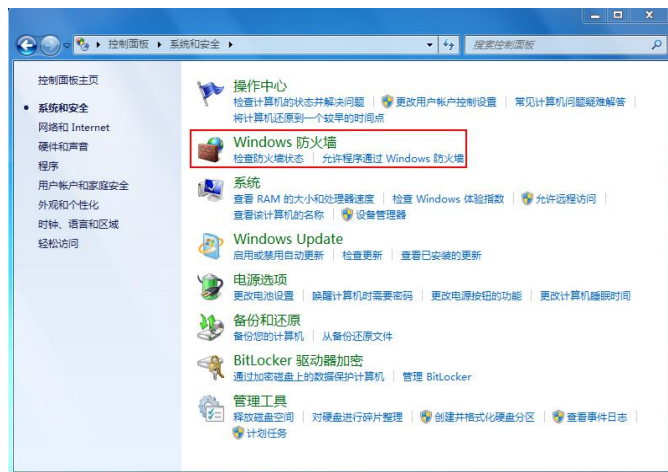 控制面板 系统和安全 搜索控制面板
控制面板主页
系统和安全
网络和 Internet
硬件和声音
程序
用户帐户和家庭安全
外观和个性化
时钟、语言和区域
轻松访问
操作中心
检查计算机的状态并解决问题 更改用户帐户控制设置 常见计算机问题疑难解答
将计算机还原到一个较早的时间点
Windows 防火墙
检查防火墙状态 允许程序通过 Windows 防火墙
系统
查看 RAM 的大小和处理器速度 检查 Windows 体验指数 允许远程访问
查看该计算机的名称 设备管理器
Windows Update
启用或禁用自动更新 检查更新 查看已安装的更新
电源选项
更改电池设置 唤醒计算机时需要密码 更改电源按钮的功能 更改计算机睡眠时间
备份和还原
备份您的计算机 从备份还原文件
BitLocker 驱动器加密
通过加密磁盘上的数据保护计算机 管理 BitLocker
管理工具
释放磁盘空间 对硬盘进行碎片整理 创建并格式化硬盘分区 查看事件日志
计划任务